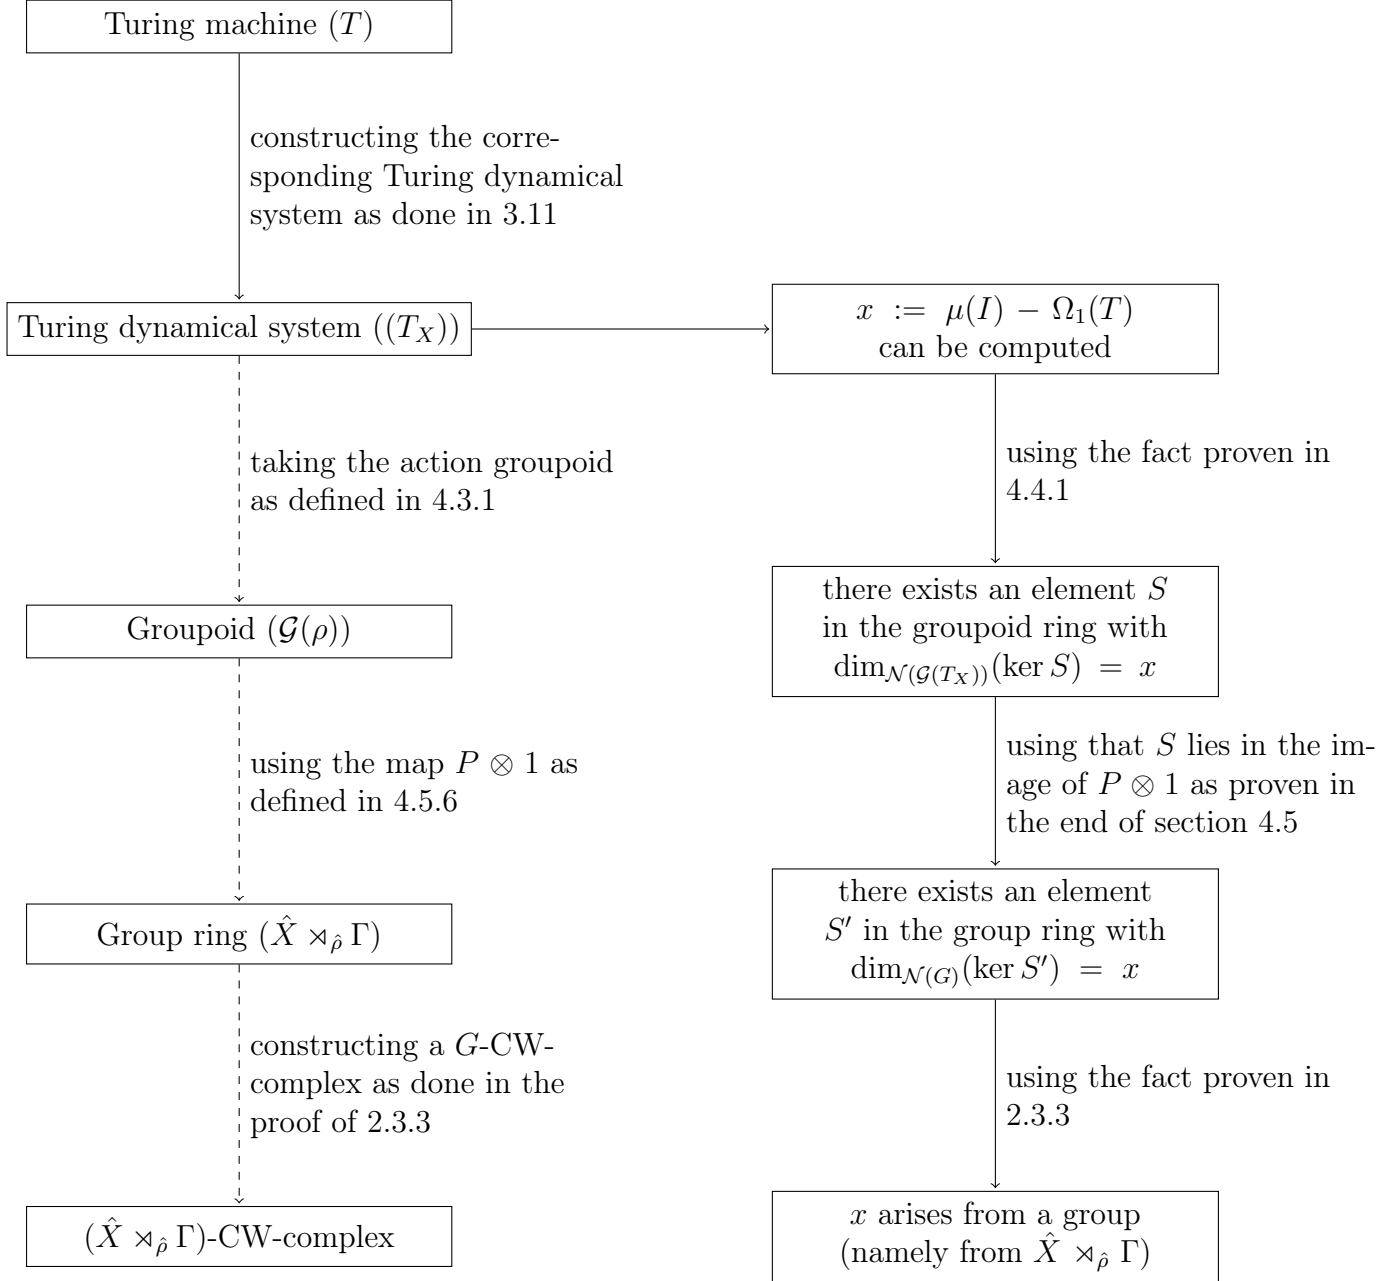 Turing machine (T)
constructing the corre-
sponding Turing dynamical
system as done in 3.11
Turing dynamical system ((T_X))
x := μ(I) − Ω₁(T)
can be computed
taking the action groupoid
as defined in 4.3.1
using the fact proven in
4.4.1
Groupoid (𝒢(ρ))
there exists an element S
in the groupoid ring with
dim_{𝒩(𝒢(T_X))}(ker S) = x
using the map P ⊗ 1 as
defined in 4.5.6
using that S lies in the im-
age of P ⊗ 1 as proven in
the end of section 4.5
Group ring (X̂ ⋊_ρ̂ Γ)
there exists an element
S′ in the group ring with
dim_{𝒩(G)}(ker S′) = x
constructing a G-CW-
complex as done in the
proof of 2.3.3
using the fact proven in
2.3.3
(X̂ ⋊_ρ̂ Γ)-CW-complex
x arises from a group
(namely from X̂ ⋊_ρ̂ Γ)